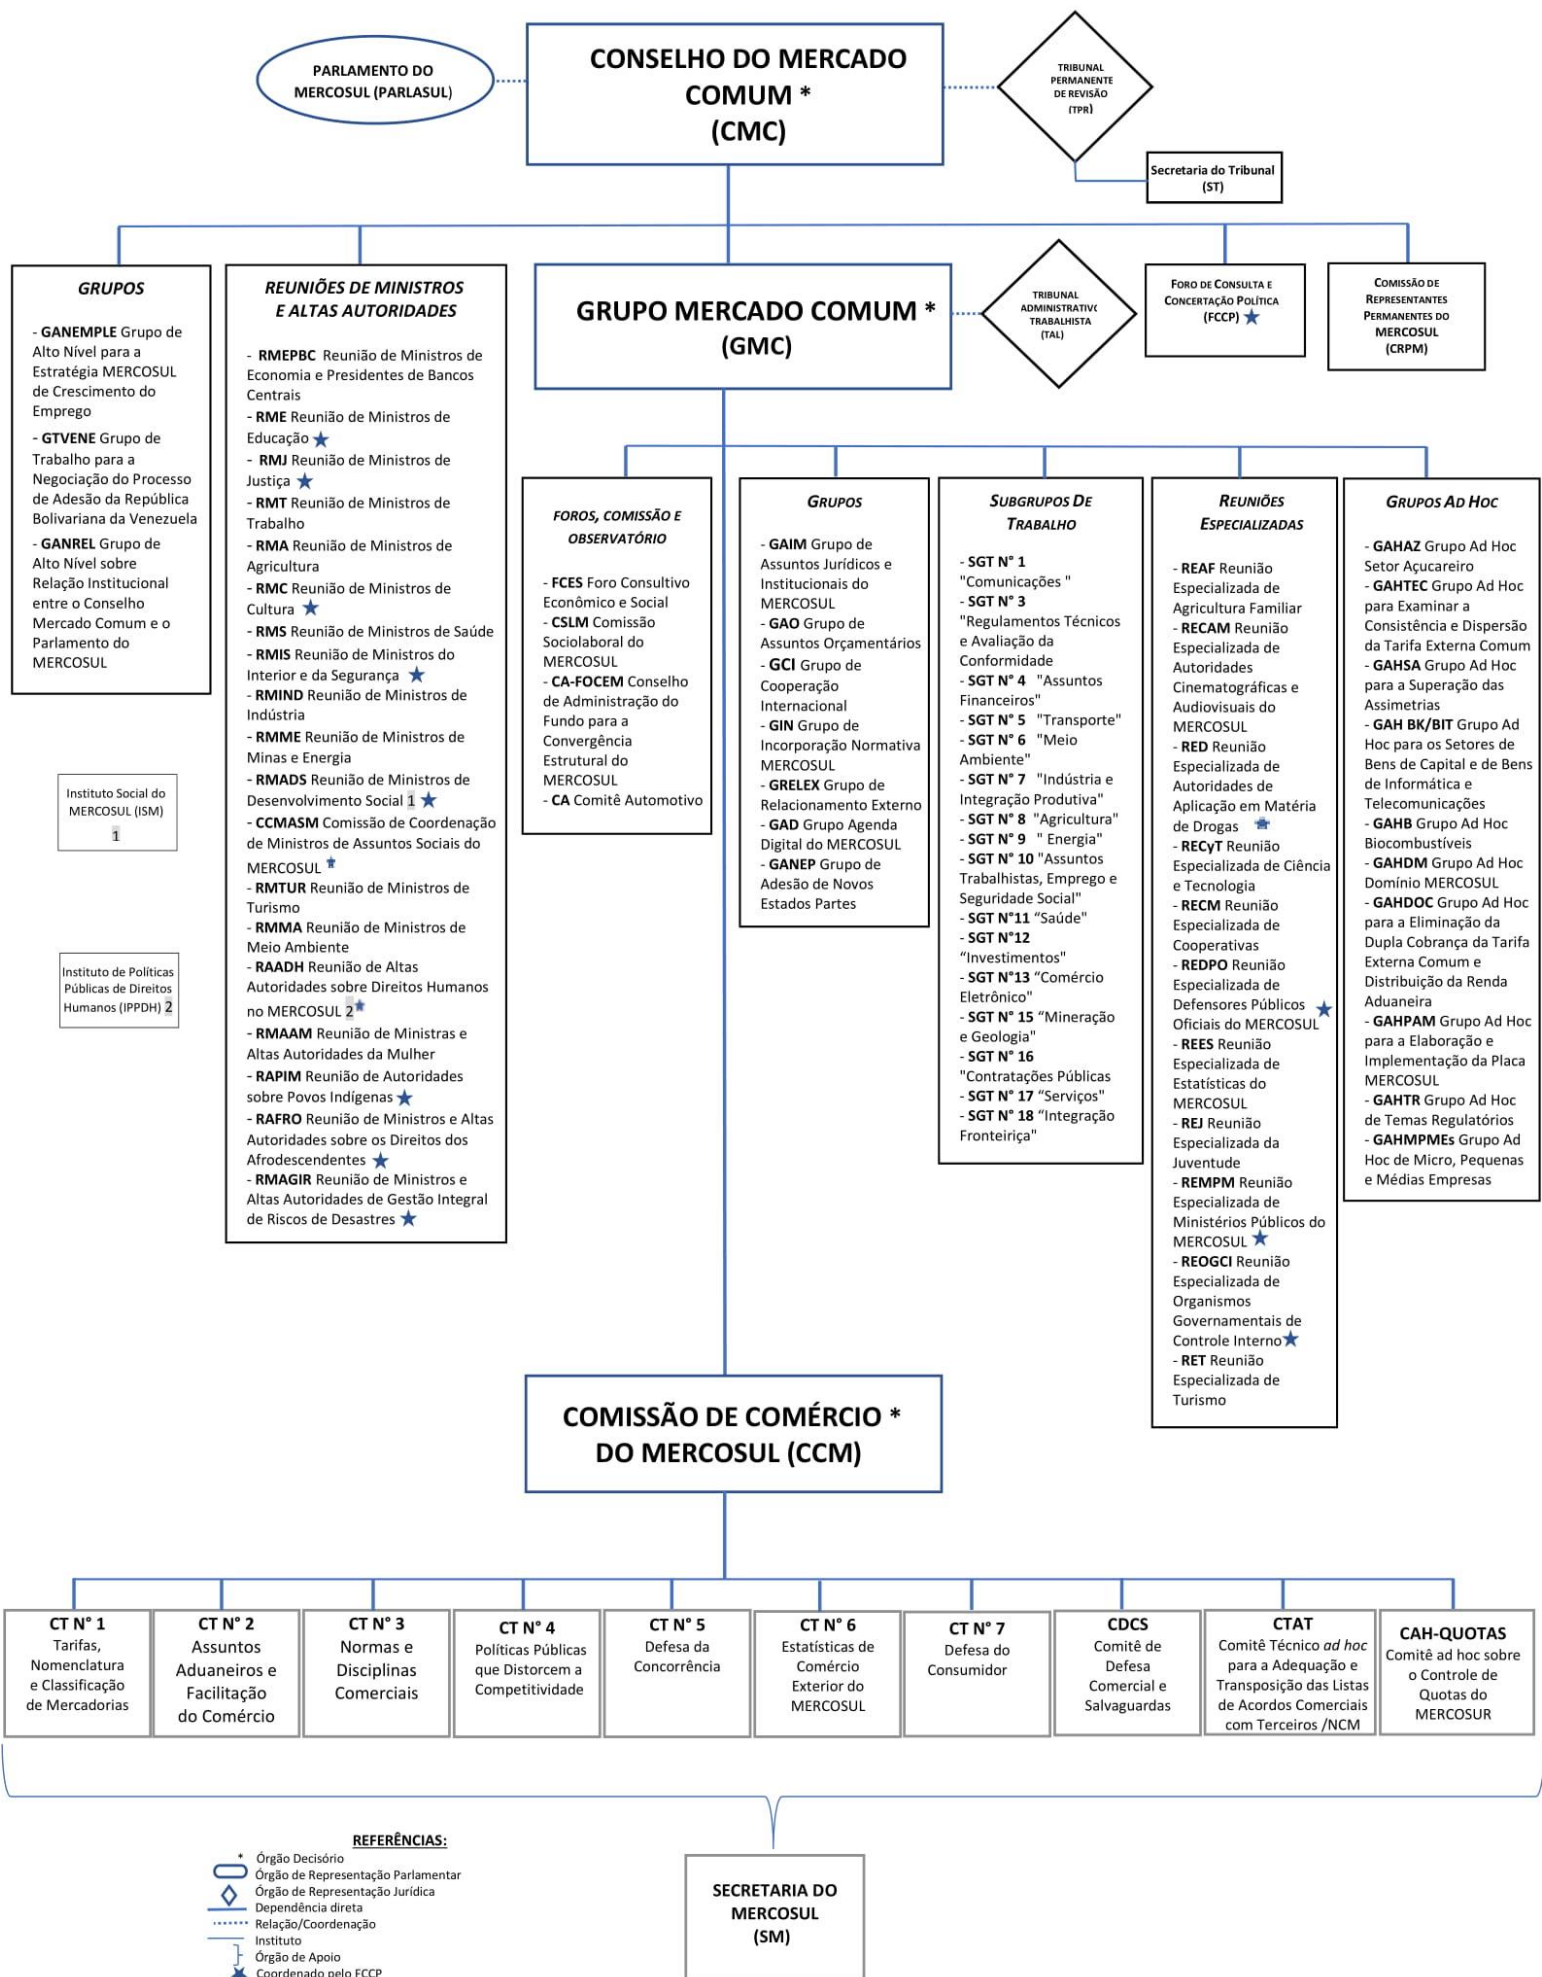 PARLAMENTO DO
MERCOSUL (PARLASUL)
CONSELHO DO MERCADO
COMUM *
(CMC)
TRIBUNAL
PERMANENTE
DE REVISÃO
(TPR)
Secretaria do Tribunal
(ST)
GRUPOS
- GANEMPLE Grupo de
Alto Nível para a
Estratégia MERCOSUL
de Crescimento do
Emprego
- GTVENE Grupo de
Trabalho para a
Negociação do Processo
de Adesão da República
Bolivariana da Venezuela
- GANREL Grupo de
Alto Nível sobre
Relação Institucional
entre o Conselho
Mercado Comum e o
Parlamento do
MERCOSUL
REUNIÕES DE MINISTROS
E ALTAS AUTORIDADES
- RMEPBC Reunião de Ministros de
Economia e Presidentes de Bancos
Centrais
- RME Reunião de Ministros de
Educação ★
- RMJ Reunião de Ministros de
Justiça ★
- RMT Reunião de Ministros de
Trabalho
- RMA Reunião de Ministros de
Agricultura
- RMC Reunião de Ministros de
Cultura ★
- RMS Reunião de Ministros de Saúde
- RMIS Reunião de Ministros do
Interior e da Segurança ★
- RMIND Reunião de Ministros de
Indústria
- RMME Reunião de Ministros de
Minas e Energia
- RMADS Reunião de Ministros de
Desenvolvimento Social 1 ★
- CCMASM Comissão de Coordenação
de Ministros de Assuntos Sociais do
MERCOSUL ★
- RMTUR Reunião de Ministros de
Turismo
- RMMA Reunião de Ministros de
Meio Ambiente
- RAADH Reunião de Altas
Autoridades sobre Direitos Humanos
no MERCOSUL 2 ★
- RMAAM Reunião de Ministras e
Altas Autoridades da Mulher
- RAPIM Reunião de Autoridades
sobre Povos Indígenas ★
- RAFRO Reunião de Ministros e Altas
Autoridades sobre os Direitos dos
Afrodescendentes ★
- RMAGIR Reunião de Ministros e
Altas Autoridades de Gestão Integral
de Riscos de Desastres ★
GRUPO MERCADO COMUM *
(GMC)
TRIBUNAL
ADMINISTRATIVO
TRABALHISTA
(TAL)
FORO DE CONSULTA E
CONCERTAÇÃO POLÍTICA
(FCCP) ★
COMISSÃO DE
REPRESENTANTES
PERMANENTES DO
MERCOSUL
(CRPM)
Instituto Social do
MERCOSUL (ISM)
1
Instituto de Políticas
Públicas de Direitos
Humanos (IPPDH) 2
FOROS, COMISSÃO E
OBSERVATÓRIO
- FCES Foro Consultivo
Econômico e Social
- CSLM Comissão
Sociolaboral do
MERCOSUL
- CA-FOCEM Conselho
de Administração do
Fundo para a
Convergência
Estrutural do
MERCOSUL
- CA Comitê Automotivo
GRUPOS
- GAIM Grupo de
Assuntos Jurídicos e
Institucionais do
MERCOSUL
- GAO Grupo de
Assuntos Orçamentários
- GCI Grupo de
Cooperação
Internacional
- GIN Grupo de
Incorporação Normativa
MERCOSUL
- GRELEX Grupo de
Relacionamento Externo
- GAD Grupo Agenda
Digital do MERCOSUL
- GANEP Grupo de
Adesão de Novos
Estados Partes
SUBGRUPOS DE
TRABALHO
- SGT N° 1
"Comunicações "
- SGT N° 3
"Regulamentos Técnicos
e Avaliação da
Conformidade
- SGT N° 4 "Assuntos
Financeiros"
- SGT N° 5 "Transporte"
- SGT N° 6 "Meio
Ambiente"
- SGT N° 7 "Indústria e
Integração Produtiva"
- SGT N° 8 "Agricultura"
- SGT N° 9 " Energia"
- SGT N° 10 "Assuntos
Trabalhistas, Emprego e
Seguridade Social"
- SGT N°11 “Saúde"
- SGT N°12
“Investimentos"
- SGT N°13 “Comércio
Eletrônico"
- SGT N° 15 “Mineração
e Geologia"
- SGT N° 16
"Contratações Públicas
- SGT N° 17 “Serviços"
- SGT N° 18 “Integração
Fronteiriça"
REUNIÕES
ESPECIALIZADAS
- REAF Reunião
Especializada de
Agricultura Familiar
- RECAM Reunião
Especializada de
Autoridades
Cinematográficas e
Audiovisuais do
MERCOSUL
- RED Reunião
Especializada de
Autoridades de
Aplicação em Matéria
de Drogas ★
- RECyT Reunião
Especializada de Ciência
e Tecnologia
- RECM Reunião
Especializada de
Cooperativas
- REDPO Reunião
Especializada de
Defensores Públicos
Oficiais do MERCOSUL ★
- REES Reunião
Especializada de
Estatísticas do
MERCOSUL
- REJ Reunião
Especializada da
Juventude
- REMPM Reunião
Especializada de
Ministérios Públicos do
MERCOSUL ★
- REOGCI Reunião
Especializada de
Organismos
Governamentais de
Controle Interno ★
- RET Reunião
Especializada de
Turismo
GRUPOS AD HOC
- GAHAZ Grupo Ad Hoc
Setor Açucareiro
- GAHTEC Grupo Ad Hoc
para Examinar a
Consistência e Dispersão
da Tarifa Externa Comum
- GAHSA Grupo Ad Hoc
para a Superação das
Assimetrias
- GAH BK/BIT Grupo Ad
Hoc para os Setores de
Bens de Capital e de Bens
de Informática e
Telecomunicações
- GAHB Grupo Ad Hoc
Biocombustíveis
- GAHDM Grupo Ad Hoc
Domínio MERCOSUL
- GAHDOC Grupo Ad Hoc
para a Eliminação da
Dupla Cobrança da Tarifa
Externa Comum e
Distribuição da Renda
Aduaneira
- GAHPAM Grupo Ad Hoc
para a Elaboração e
Implementação da Placa
MERCOSUL
- GAHTR Grupo Ad Hoc
de Temas Regulatórios
- GAHMPMEs Grupo Ad
Hoc de Micro, Pequenas
e Médias Empresas
COMISSÃO DE COMÉRCIO *
DO MERCOSUL (CCM)
CT N° 1
Tarifas,
Nomenclatura
e Classificação
de Mercadorias
CT N° 2
Assuntos
Aduaneiros e
Facilitação
do Comércio
CT N° 3
Normas e
Disciplinas
Comerciais
CT N° 4
Políticas Públicas
que Distorcem a
Competitividade
CT N° 5
Defesa da
Concorrência
CT N° 6
Estatísticas de
Comércio
Exterior do
MERCOSUL
CT N° 7
Defesa do
Consumidor
CDCS
Comitê de
Defesa
Comercial e
Salvaguardas
CTAT
Comitê Técnico ad hoc
para a Adequação e
Transposição das Listas
de Acordos Comerciais
com Terceiros /NCM
CAH-QUOTAS
Comitê ad hoc sobre
o Controle de
Quotas do
MERCOSUR
REFERÊNCIAS:
* Órgão Decisório
Órgão de Representação Parlamentar
Órgão de Representação Jurídica
Dependência direta
Relação/Coordenação
Instituto
Órgão de Apoio
★ Coordenado pelo FCCP
SECRETARIA DO
MERCOSUL
(SM)